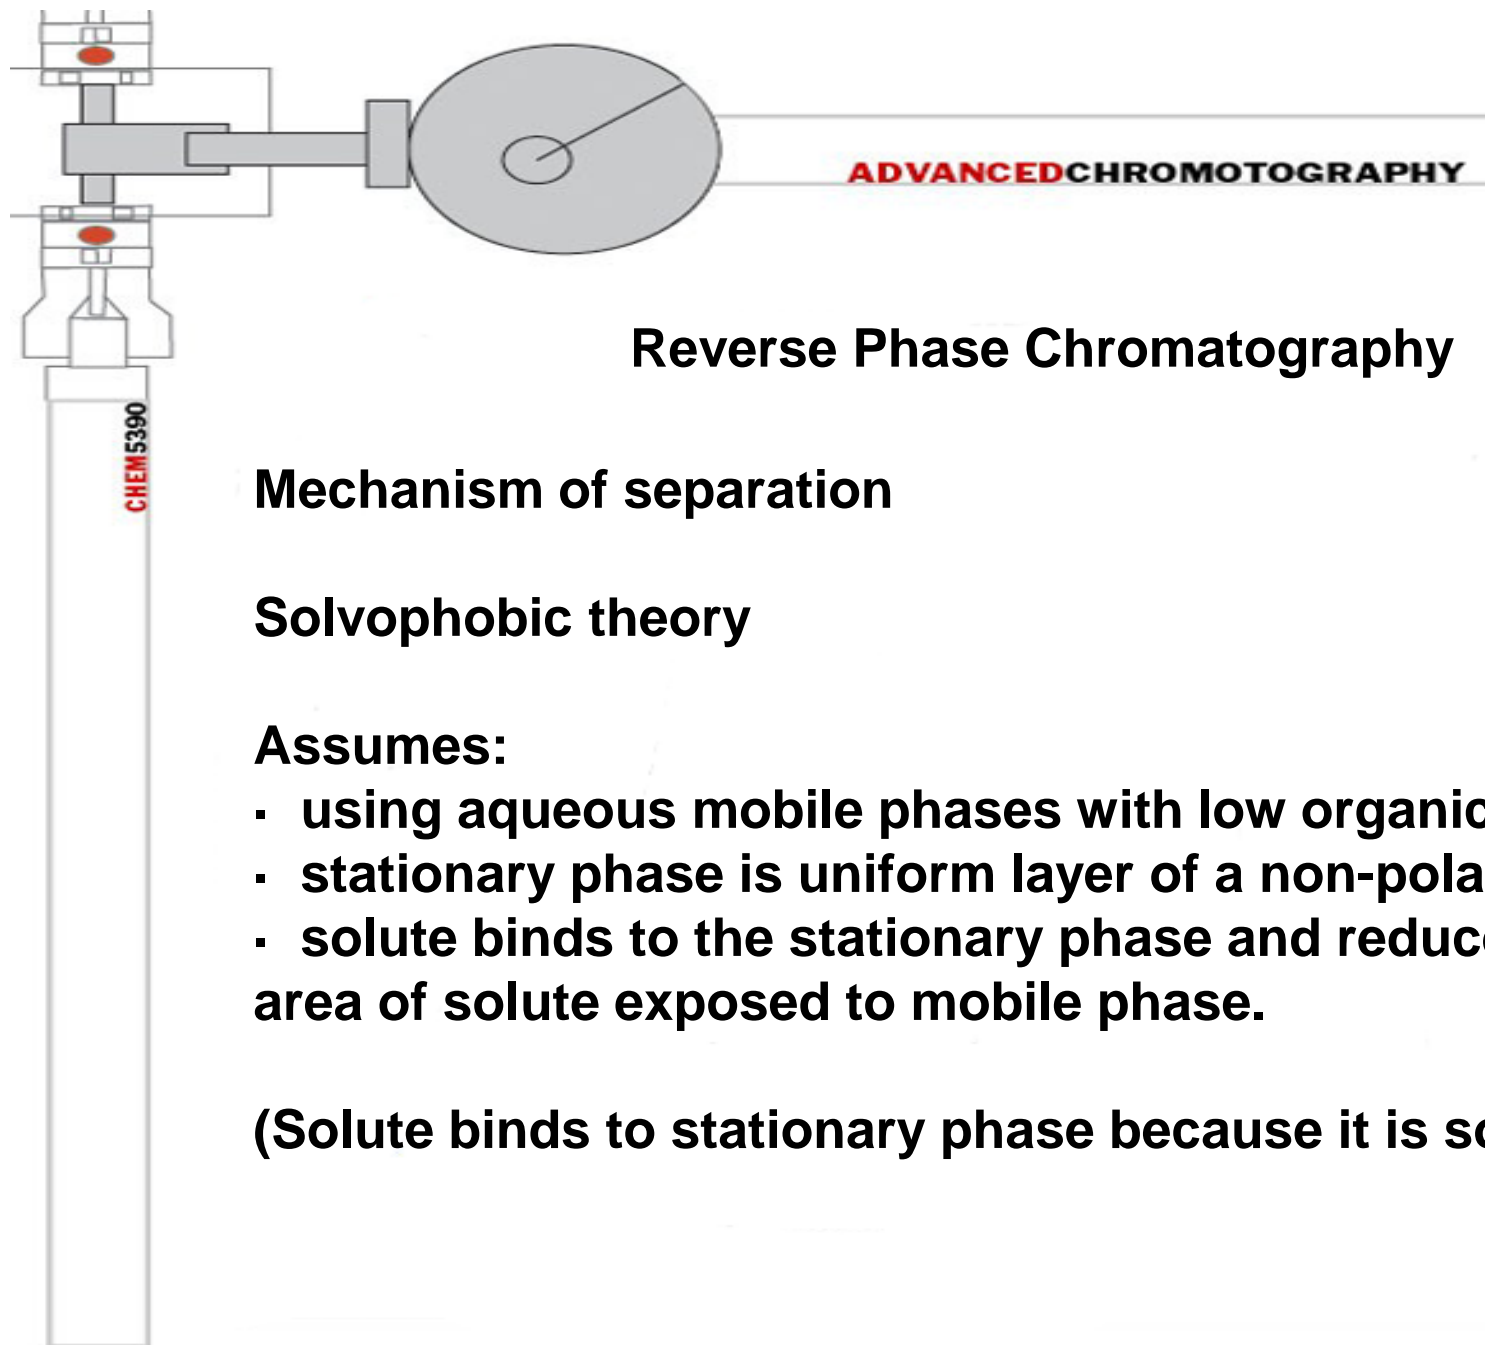 ADVANCEDCHROMOTOGRAPHY
Reverse Phase Chromatography
CHEM5390
Mechanism of separation
Solvophobic theory
Assumes:
▪ using aqueous mobile phases with low organic
▪ stationary phase is uniform layer of a non-pola
▪ solute binds to the stationary phase and reduc
area of solute exposed to mobile phase.
(Solute binds to stationary phase because it is